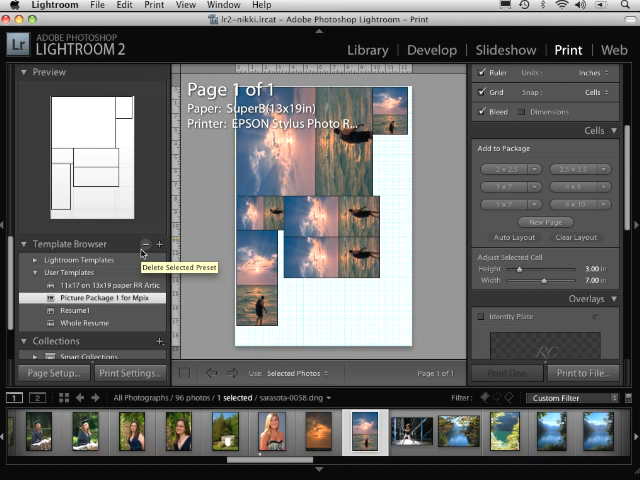 Lightroom File Edit Print View Window Help
lr2-nikki.lrcat - Adobe Photoshop Lightroom - Print
Lr ADOBE PHOTOSHOP
LIGHTROOM 2
Library | Develop | Slideshow | Print | Web
Preview
Template Browser
Delete Selected Preset
Lightroom Templates
User Templates
11x17 on 13x19 paper RR Artic
Picture Package 1 for Mpix
Resume1
Whole Resume
Collections
Smart Collections
Page Setup...
Print Settings...
Page 1 of 1
Paper: SuperB(13x19in)
Printer: EPSON Stylus Photo R...
Use: Selected Photos
Page 1 of 1
Ruler Units : Inches
Grid Snap : Cells
Bleed Dimensions
Cells
Add to Package
2 × 2.5
2.5 × 3.5
3 × 7
4 × 6
5 × 7
8 × 10
New Page
Auto Layout
Clear Layout
Adjust Selected Cell
Height 3.00 in
Width 7.00 in
Overlays
Identity Plate 0°
Print One
Print to File...
1 2
All Photographs / 96 photos / 1 selected / sarasota-0058.dng
Filter :
Custom Filter